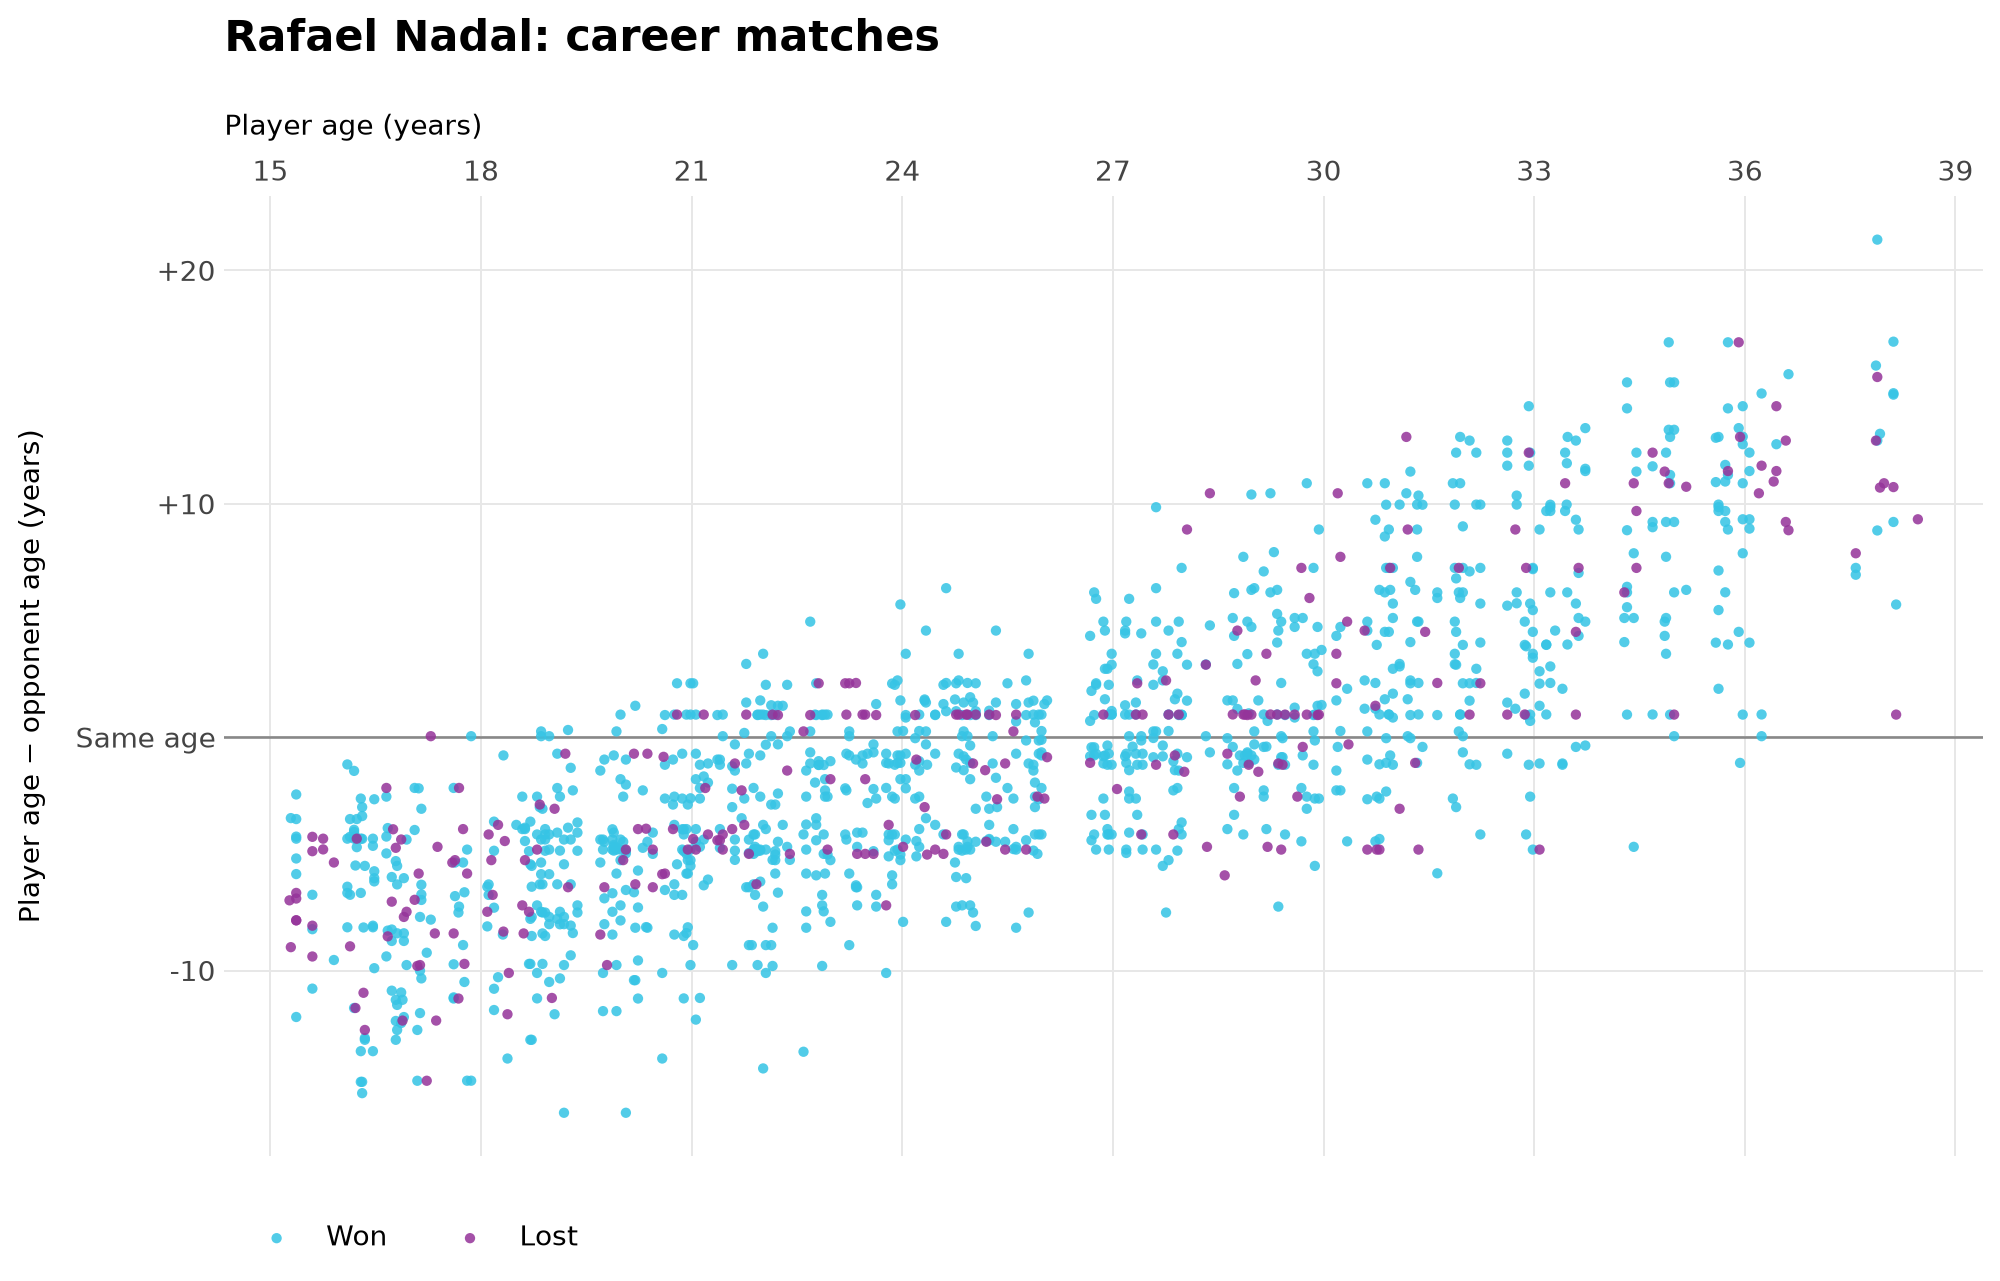 Rafael Nadal: career matches
Player age (years)
15 18 21 24 27 30 33 36 39
+20
+10
Same age
-10
Player age − opponent age (years)
Won Lost